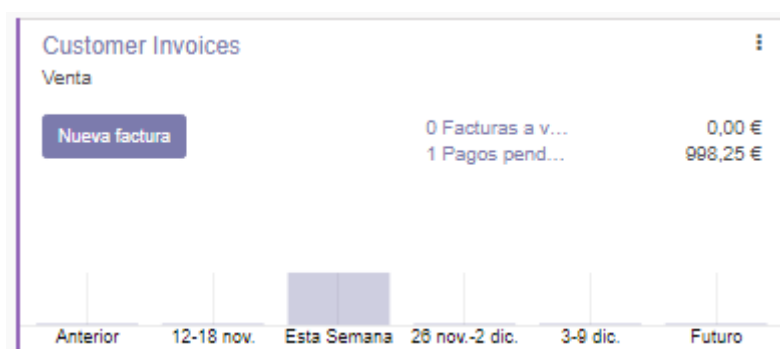 Customer Invoices
Venta
Nueva factura
0 Facturas a v... 0,00 €
1 Pagos pend... 998,25 €
Anterior 12-18 nov. Esta Semana 26 nov.-2 dic. 3-9 dic. Futuro